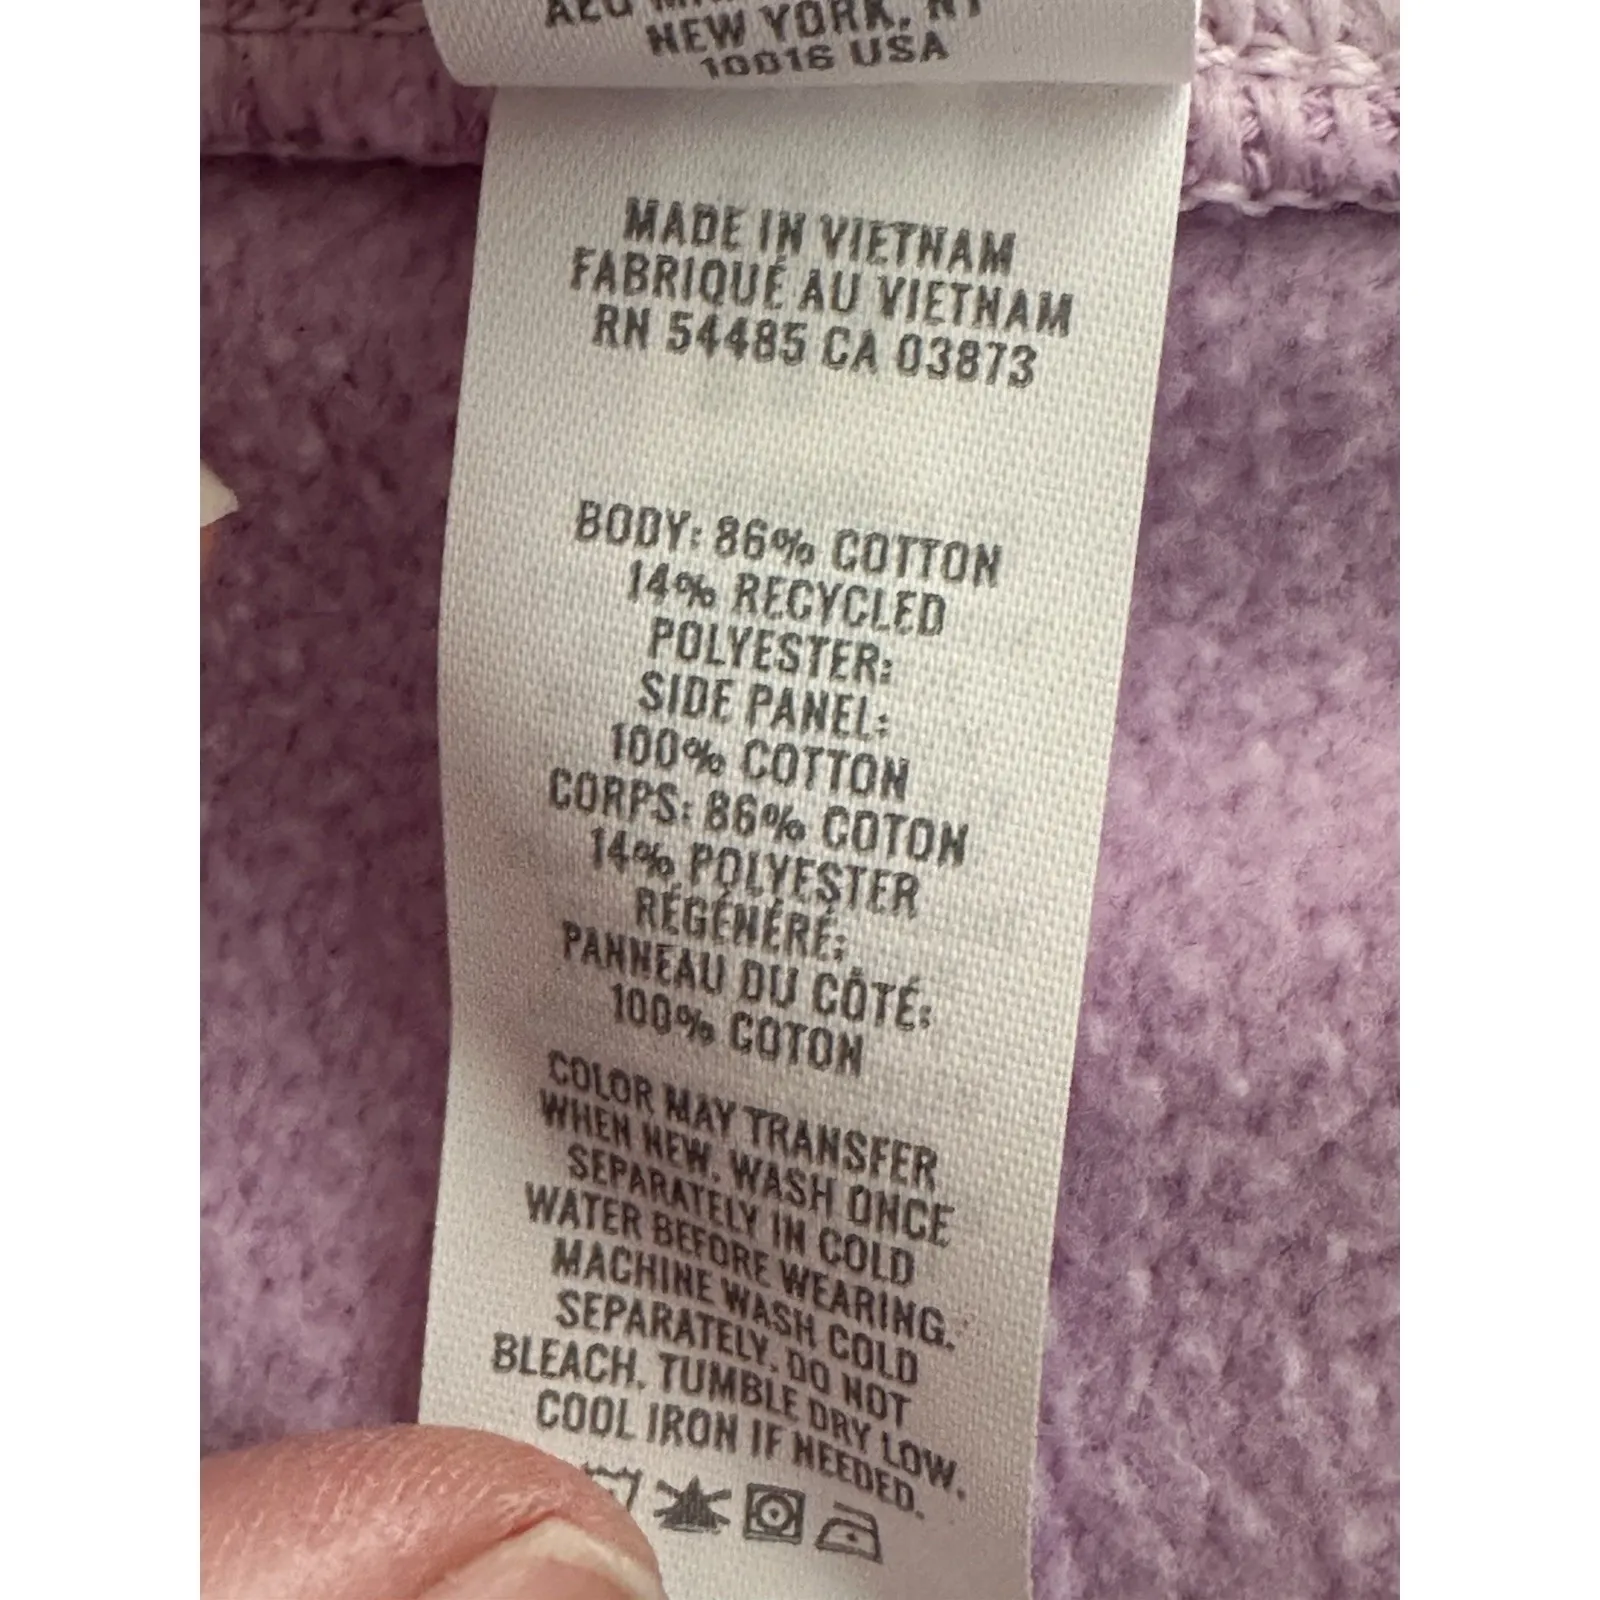 NEW YORK, NY
10016 USA
MADE IN VIETNAM
FABRIQUÉ AU VIETNAM
RN 54485 CA 03873
BODY: 86% COTTON
14% RECYCLED
POLYESTER;
SIDE PANEL:
100% COTTON
CORPS: 86% COTON
14% POLYESTER
RÉGÉNÉRÉ;
PANNEAU DU CÔTÉ:
100% COTON
COLOR MAY TRANSFER
WHEN NEW. WASH ONCE
SEPARATELY IN COLD
WATER BEFORE WEARING.
MACHINE WASH COLD
SEPARATELY. DO NOT
BLEACH. TUMBLE DRY LOW.
COOL IRON IF NEEDED.